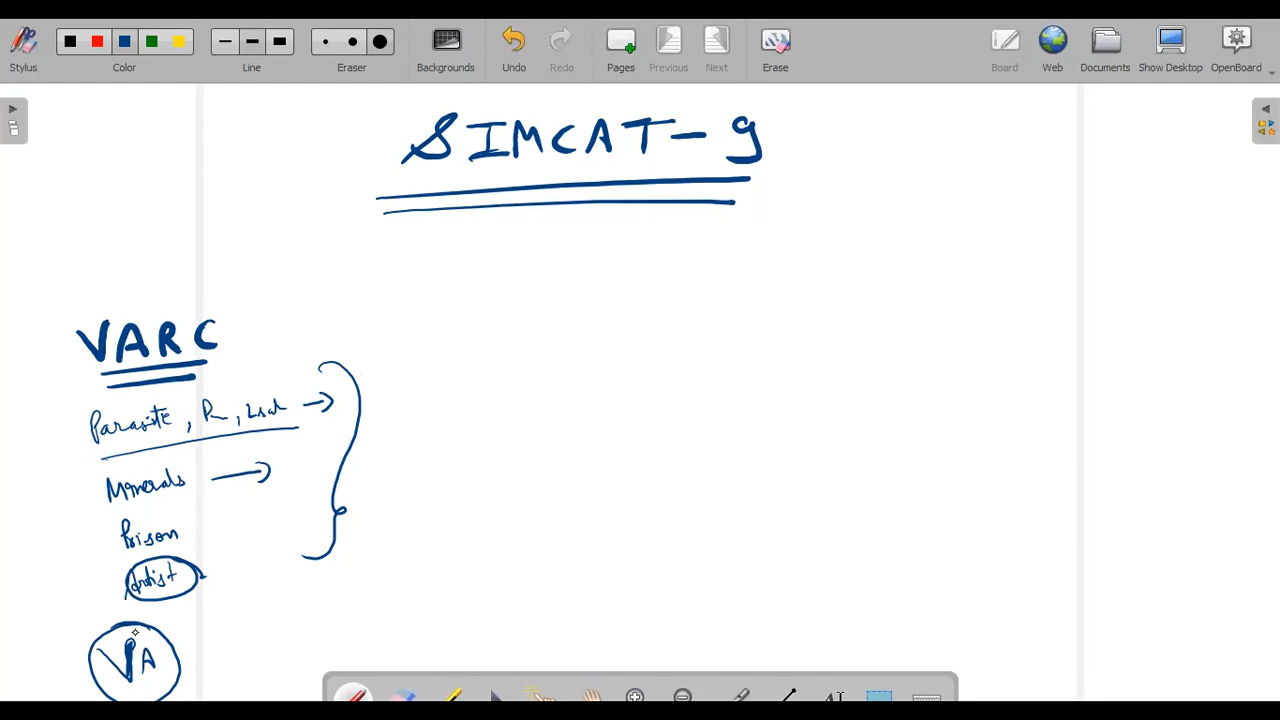 Stylus Color Line Eraser Backgrounds Undo Redo Pages Previous Next Erase Board Web Documents Show Desktop OpenBoard
SIMCAT-9
VARC
Parasite,
Minerals
Prison
Artist
VA